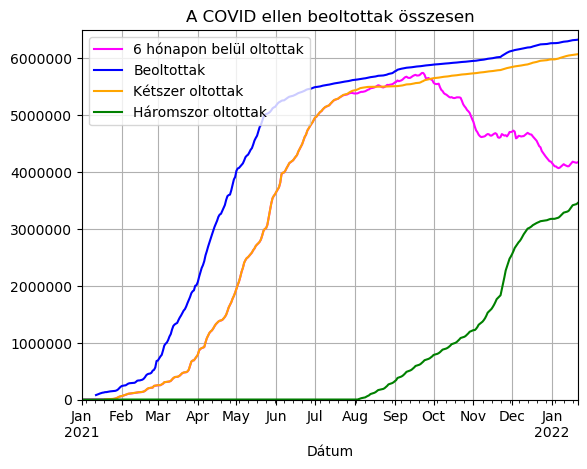 A COVID ellen beoltottak összesen
6 hónapon belül oltottak
Beoltottak
Kétszer oltottak
Háromszor oltottak
6000000
5000000
4000000
3000000
2000000
1000000
0
Jan Feb Mar Apr May Jun Jul Aug Sep Oct Nov Dec Jan
2021 2022
Dátum